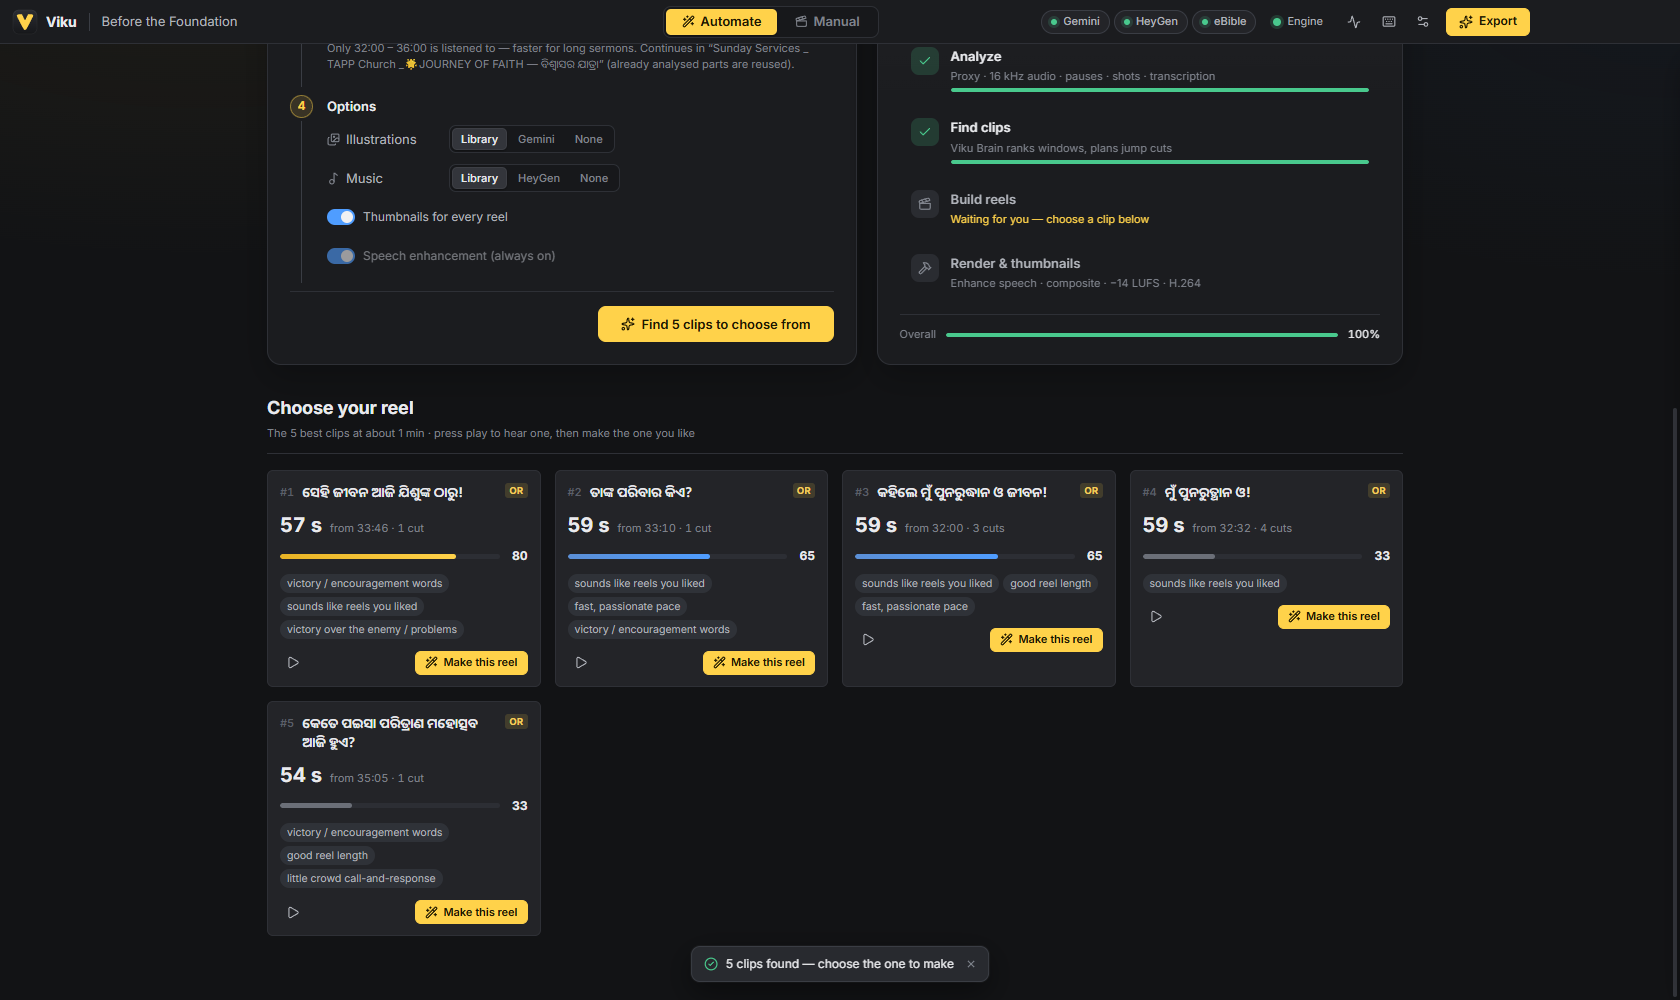 Viku
Before the Foundation
Automate
Manual
Gemini
HeyGen
eBible
Engine
Export
Only 32:00 – 36:00 is listened to — faster for long sermons. Continues in “Sunday Services _
TAPP Church _ 🌟 JOURNEY OF FAITH — ବିଶ୍ୱାସର ଯାତ୍ରା” (already analysed parts are reused).
4
Options
Illustrations
Library
Gemini
None
Music
Library
HeyGen
None
Thumbnails for every reel
Speech enhancement (always on)
Find 5 clips to choose from
Analyze
Proxy · 16 kHz audio · pauses · shots · transcription
Find clips
Viku Brain ranks windows, plans jump cuts
Build reels
Waiting for you — choose a clip below
Render & thumbnails
Enhance speech · composite · −14 LUFS · H.264
Overall
100%
Choose your reel
The 5 best clips at about 1 min · press play to hear one, then make the one you like
#1 ସେହି ଜୀବନ ଆଜି ଯିଶୁଙ୍କ ଠାରୁ!
OR
57 s from 33:46 · 1 cut
80
victory / encouragement words
sounds like reels you liked
victory over the enemy / problems
Make this reel
#2 ତାଙ୍କ ପରିବାର କିଏ?
OR
59 s from 33:10 · 1 cut
65
sounds like reels you liked
fast, passionate pace
victory / encouragement words
Make this reel
#3 କହିଲେ ମୁଁ ପୁନରୁଦ୍ଧାନ ଓ ଜୀବନ!
OR
59 s from 32:00 · 3 cuts
65
sounds like reels you liked
good reel length
fast, passionate pace
Make this reel
#4 ମୁଁ ପୁନରୁତ୍ଥାନ ଓ!
OR
59 s from 32:32 · 4 cuts
33
sounds like reels you liked
Make this reel
#5 କେତେ ପଇସା ପରିତ୍ରାଣ ମହୋତ୍ସବ
ଆଜି ହୁଏ?
OR
54 s from 35:05 · 1 cut
33
victory / encouragement words
good reel length
little crowd call-and-response
Make this reel
5 clips found — choose the one to make